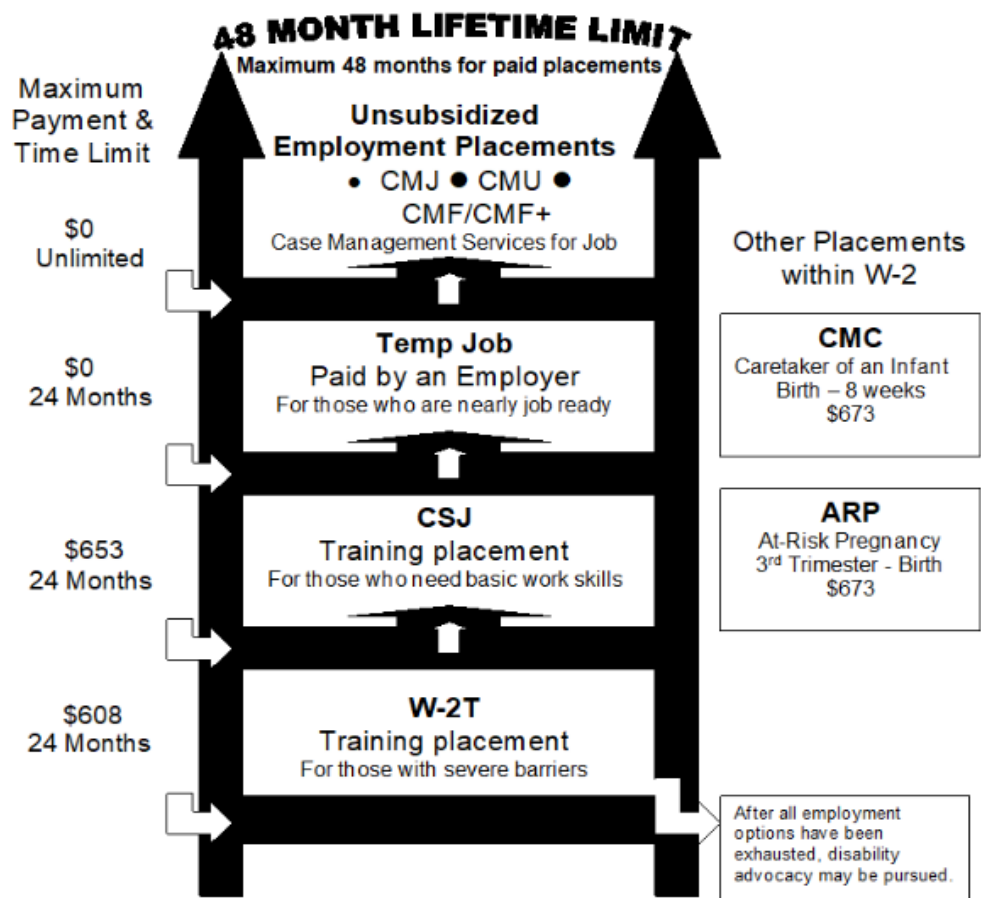 48 MONTH LIFETIME LIMIT
Maximum 48 months for paid placements
Maximum
Payment &
Time Limit
Unsubsidized
Employment Placements
• CMJ ● CMU ●
CMF/CMF+
Case Management Services for Job
$0
Unlimited
Other Placements
within W-2
Temp Job
Paid by an Employer
For those who are nearly job ready
$0
24 Months
CMC
Caretaker of an Infant
Birth – 8 weeks
$673
CSJ
Training placement
For those who need basic work skills
$653
24 Months
ARP
At-Risk Pregnancy
3rd Trimester - Birth
$673
W-2T
Training placement
For those with severe barriers
$608
24 Months
After all employment
options have been
exhausted, disability
advocacy may be pursued.